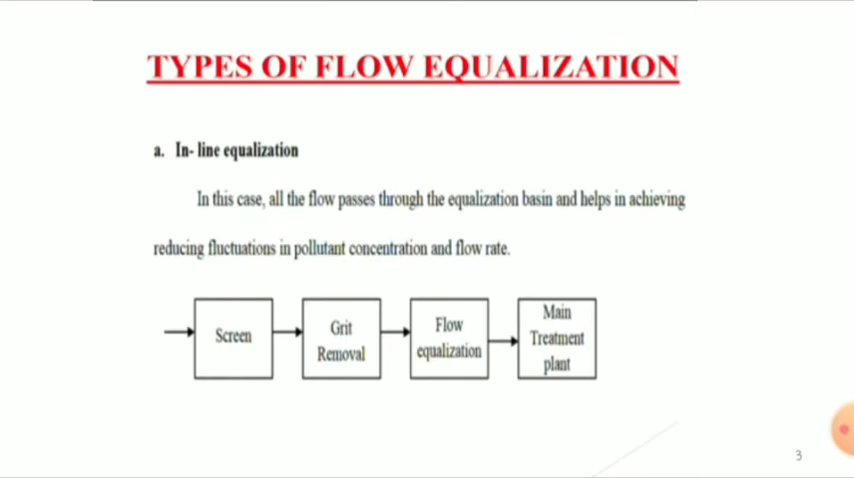 TYPES OF FLOW EQUALIZATION
a. In- line equalization
In this case, all the flow passes through the equalization basin and helps in achieving
reducing fluctuations in pollutant concentration and flow rate.
Screen
Grit
Removal
Flow
equalization
Main
Treatment
plant
3